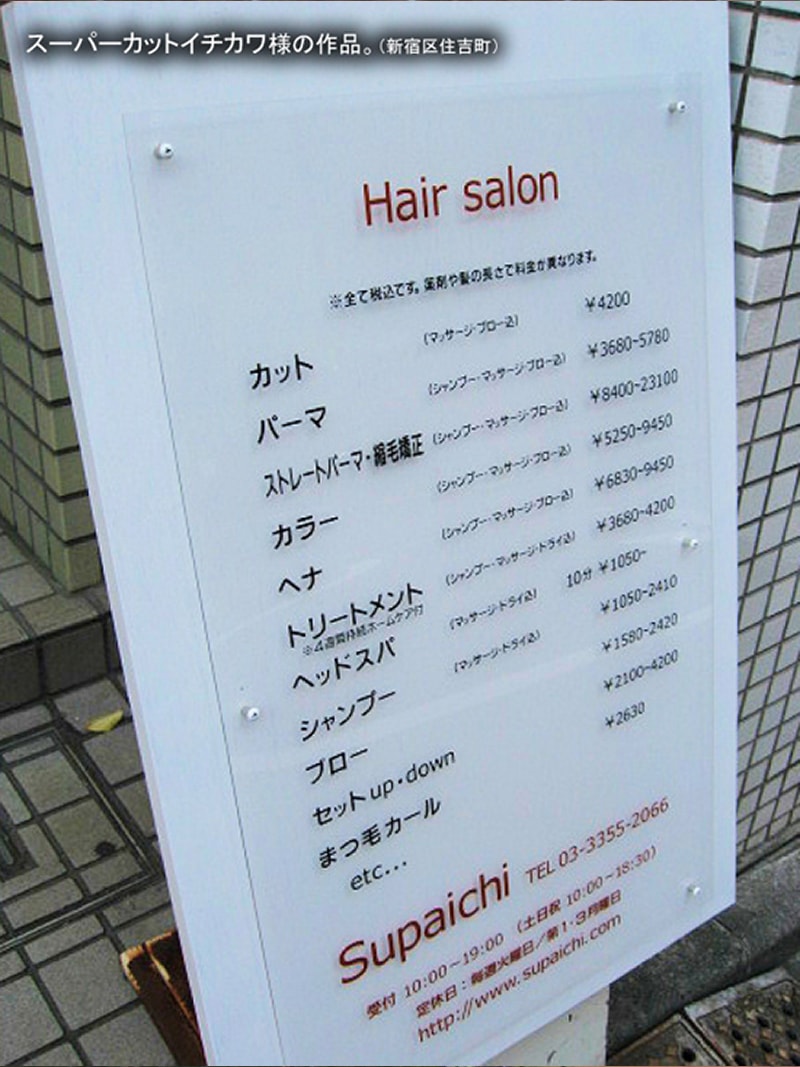 スーパーカットイチカワ様の作品。(新宿区住吉町)
Hair salon
※全て税込です。薬剤や髪の長さで料金が異なります。
カット (マッサージ・ブロー込) ¥4200
パーマ (シャンプー・マッサージ・ブロー込) ¥3680~5780
ストレートパーマ・縮毛矯正 (シャンプー・マッサージ・ブロー込) ¥8400~23100
カラー (シャンプー・マッサージ・ブロー込) ¥5250~9450
ヘナ (シャンプー・マッサージ・ブロー込) ¥6830~9450
トリートメント (シャンプー・マッサージ・ドライ込) ¥3680~4200
※4週間持続ホームケア付
ヘッドスパ (マッサージ・ドライ込) 10分 ¥1050~
シャンプー (マッサージ・ドライ込) ¥1050~2410
ブロー ¥1580~2420
セットup・down ¥2100~4200
まつ毛カール ¥2630
etc...
Supaichi TEL 03-3355-2066
受付 10:00~19:00 (土日祝 10:00~18:30)
定休日:毎週火曜日/第1・3月曜日
http://www.supaichi.com